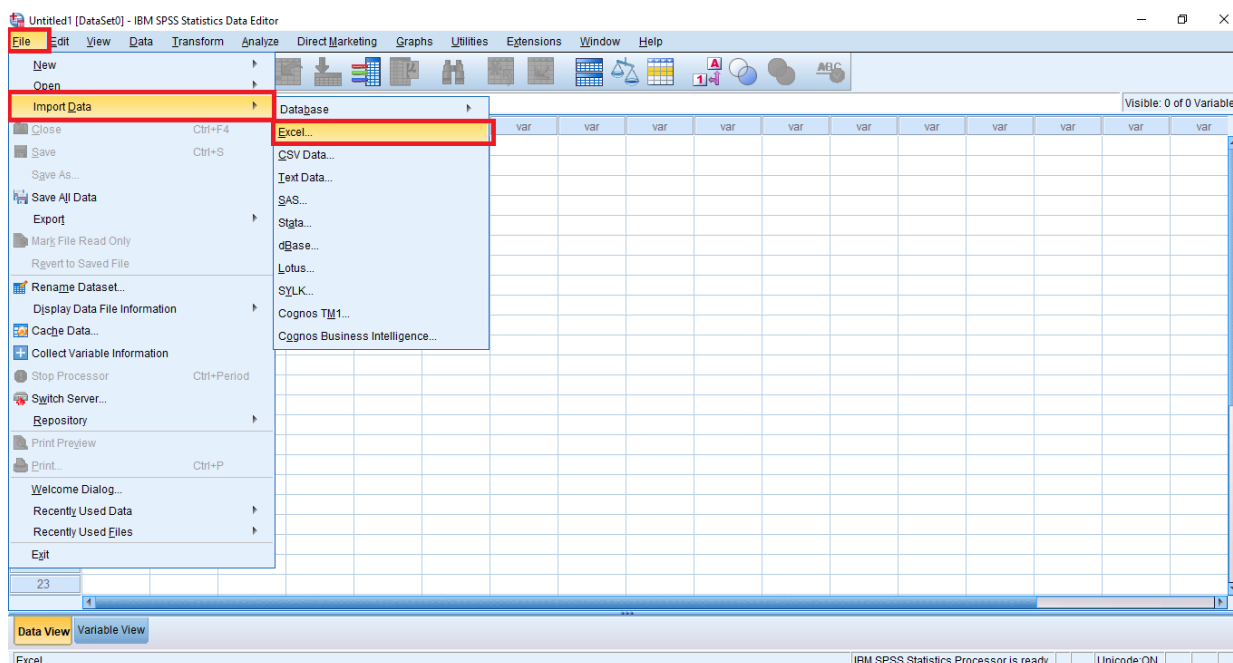 Untitled1 [DataSet0] - IBM SPSS Statistics Data Editor
File Edit View Data Transform Analyze Direct Marketing Graphs Utilities Extensions Window Help
New
Open
Import Data
Close Ctrl+F4
Save Ctrl+S
Save As...
Save All Data
Export
Mark File Read Only
Revert to Saved File
Rename Dataset...
Display Data File Information
Cache Data...
Collect Variable Information
Stop Processor Ctrl+Period
Switch Server...
Repository
Print Preview
Print... Ctrl+P
Welcome Dialog...
Recently Used Data
Recently Used Files
Exit
Database
Excel...
CSV Data...
Text Data...
SAS...
Stata...
dBase...
Lotus...
SYLK...
Cognos TM1...
Cognos Business Intelligence...
A
1
ABC
Visible: 0 of 0 Variable
var var var var var var var var var var var
23
Data View Variable View
Excel... IBM SPSS Statistics Processor is ready Unicode:ON